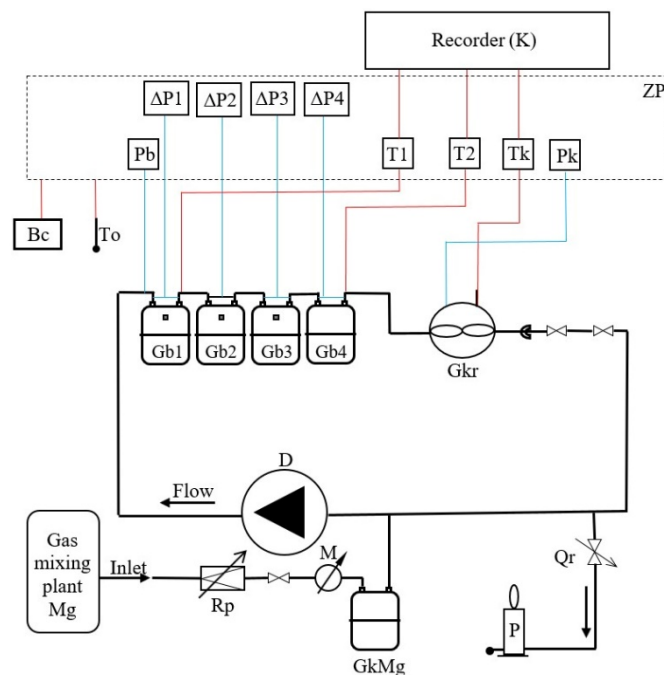 Recorder (K)
ZP
ΔP1
ΔP2
ΔP3
ΔP4
Pb
T1
T2
Tk
Pk
Bc
To
Gb1
Gb2
Gb3
Gb4
Gkr
D
Flow
Gas
mixing
plant
Mg
Inlet
Rp
M
GkMg
Qr
P